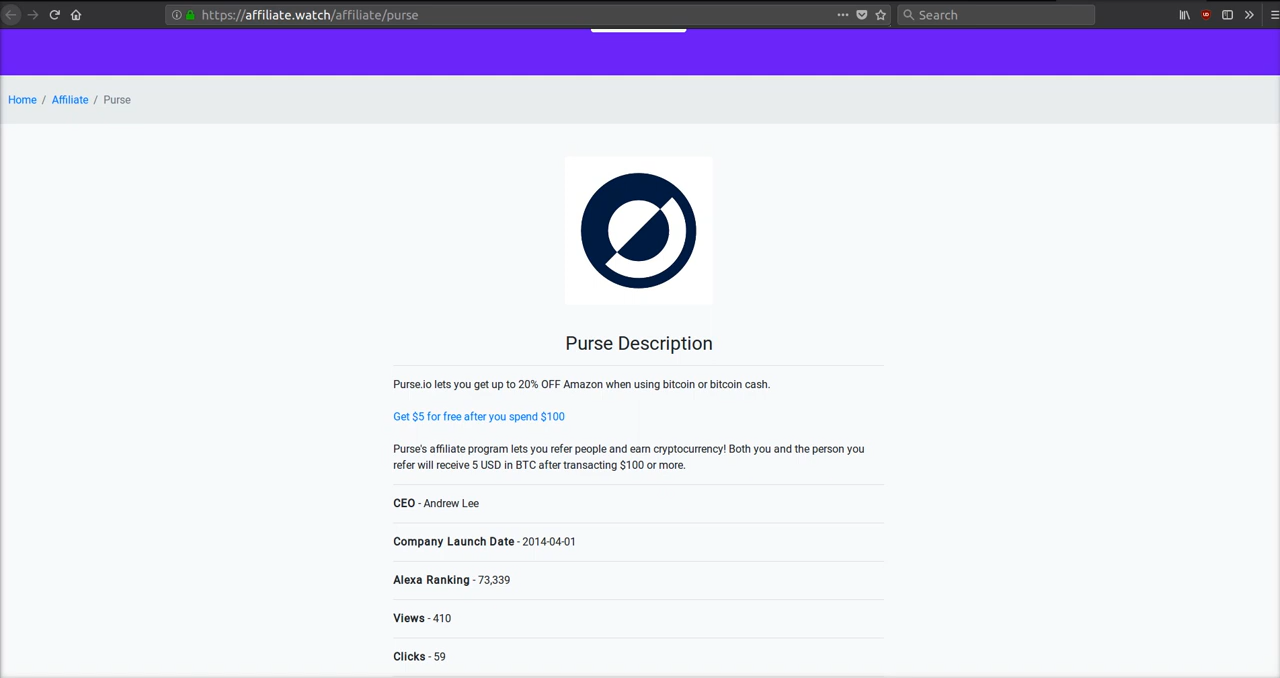 https://affiliate.watch/affiliate/purse
Search
Home / Affiliate / Purse
Purse Description
Purse.io lets you get up to 20% OFF Amazon when using bitcoin or bitcoin cash.
Get $5 for free after you spend $100
Purse's affiliate program lets you refer people and earn cryptocurrency! Both you and the person you
refer will receive 5 USD in BTC after transacting $100 or more.
CEO - Andrew Lee
Company Launch Date - 2014-04-01
Alexa Ranking - 73,339
Views - 410
Clicks - 59